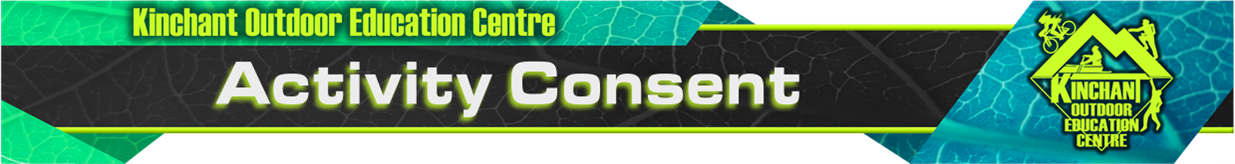 Kinchant Outdoor Education Centre
Activity Consent
KINCHANT
OUTDOOR
EDUCATION
CENTRE